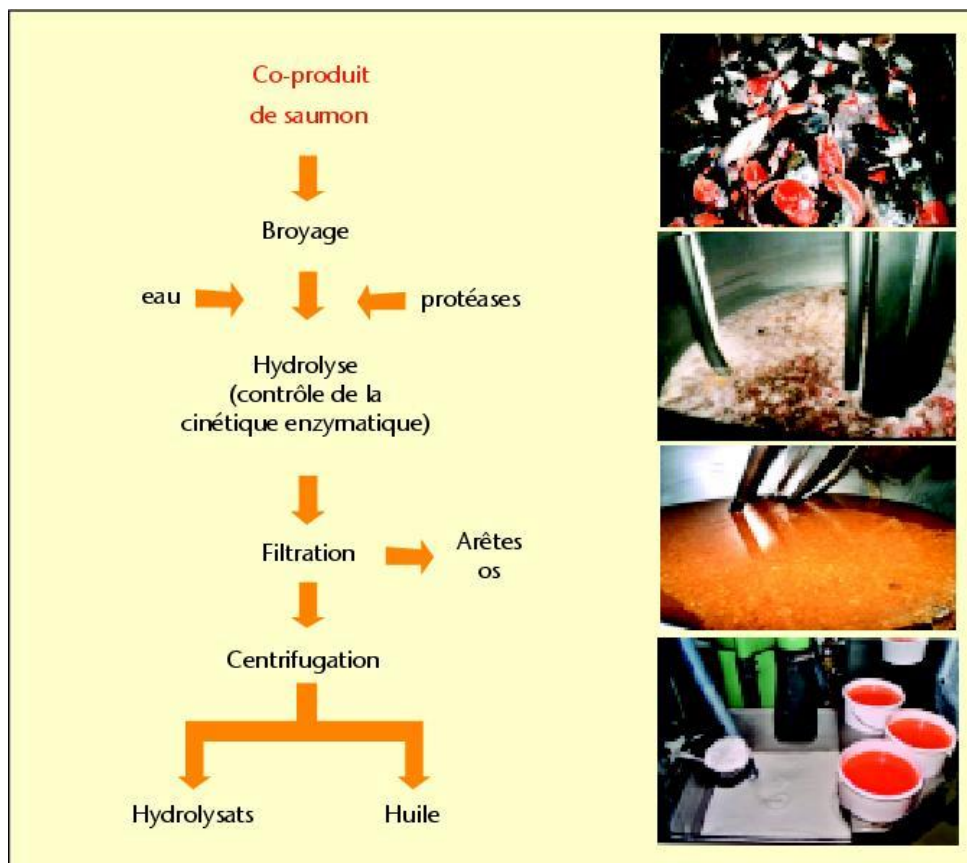 Co-produit
de saumon
Broyage
eau
protéases
Hydrolyse
(contrôle de la
cinétique enzymatique)
Filtration
Arêtes
os
Centrifugation
Hydrolysats
Huile